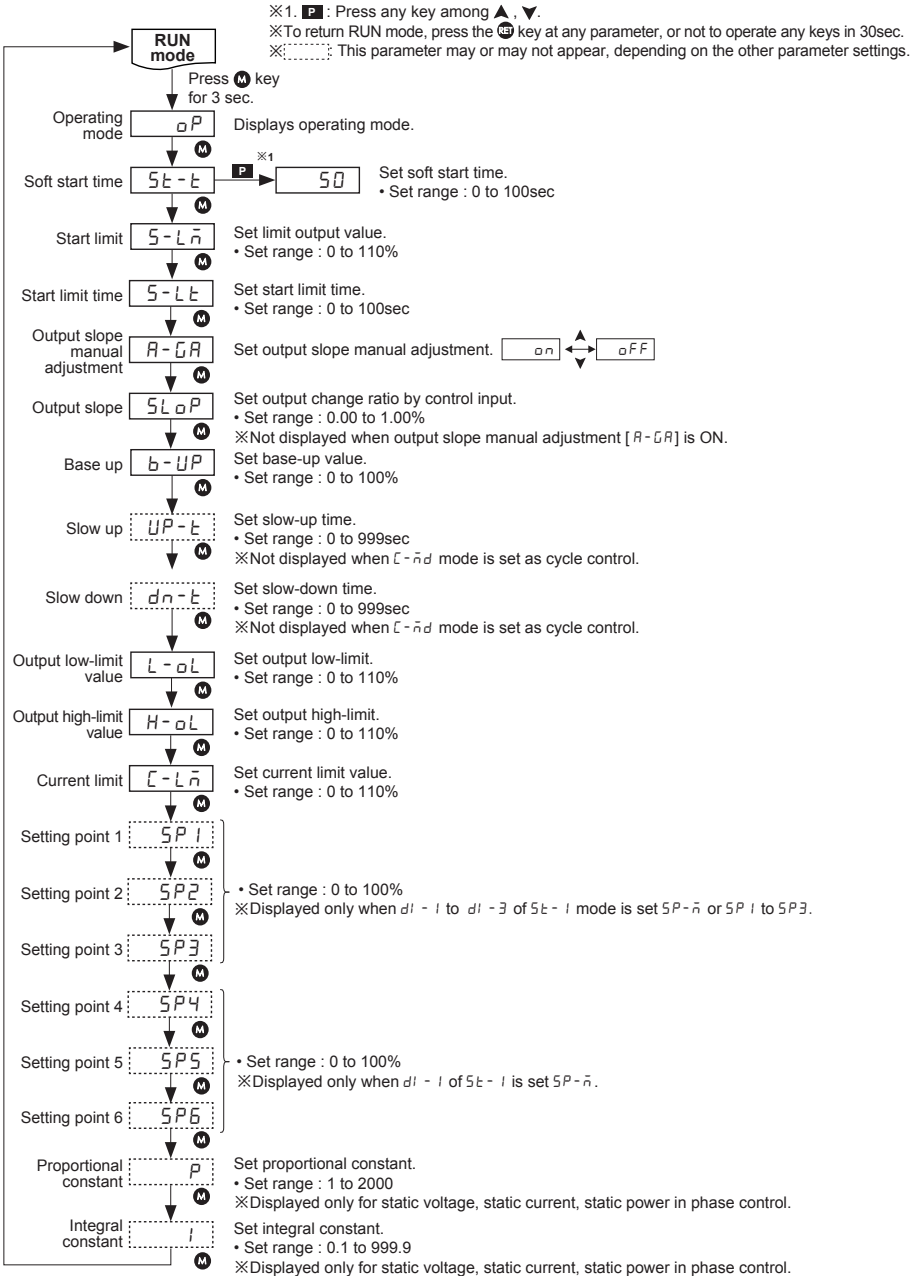 ※1. P : Press any key among ▲, ▼.
※To return RUN mode, press the RET key at any parameter, or not to operate any keys in 30sec.
※ : This parameter may or may not appear, depending on the other parameter settings.
RUN
mode
Press M key
for 3 sec.
Operating
mode
oP
Displays operating mode.
M
Soft start time
St-t
P
※1
50
Set soft start time.
• Set range : 0 to 100sec
M
Start limit
S-Lm
Set limit output value.
• Set range : 0 to 110%
M
Start limit time
S-Lt
Set start limit time.
• Set range : 0 to 100sec
M
Output slope
manual
adjustment
A-GA
Set output slope manual adjustment.
on
oFF
M
Output slope
SLoP
Set output change ratio by control input.
• Set range : 0.00 to 1.00%
※Not displayed when output slope manual adjustment [A-GA] is ON.
M
Base up
b-UP
Set base-up value.
• Set range : 0 to 100%
M
Slow up
UP-t
Set slow-up time.
• Set range : 0 to 999sec
※Not displayed when C-md mode is set as cycle control.
M
Slow down
dn-t
Set slow-down time.
• Set range : 0 to 999sec
※Not displayed when C-md mode is set as cycle control.
M
Output low-limit
value
L-oL
Set output low-limit.
• Set range : 0 to 110%
M
Output high-limit
value
H-oL
Set output high-limit.
• Set range : 0 to 110%
M
Current limit
C-Lm
Set current limit value.
• Set range : 0 to 110%
M
Setting point 1
SP1
M
Setting point 2
SP2
• Set range : 0 to 100%
※Displayed only when dI-1 to dI-3 of St-1 mode is set SP-m or SP1 to SP3.
M
Setting point 3
SP3
M
Setting point 4
SP4
M
Setting point 5
SP5
• Set range : 0 to 100%
※Displayed only when dI-1 of St-1 is set SP-m.
M
Setting point 6
SP6
M
Proportional
constant
P
Set proportional constant.
• Set range : 1 to 2000
※Displayed only for static voltage, static current, static power in phase control.
M
Integral
constant
I
Set integral constant.
• Set range : 0.1 to 999.9
※Displayed only for static voltage, static current, static power in phase control.
M